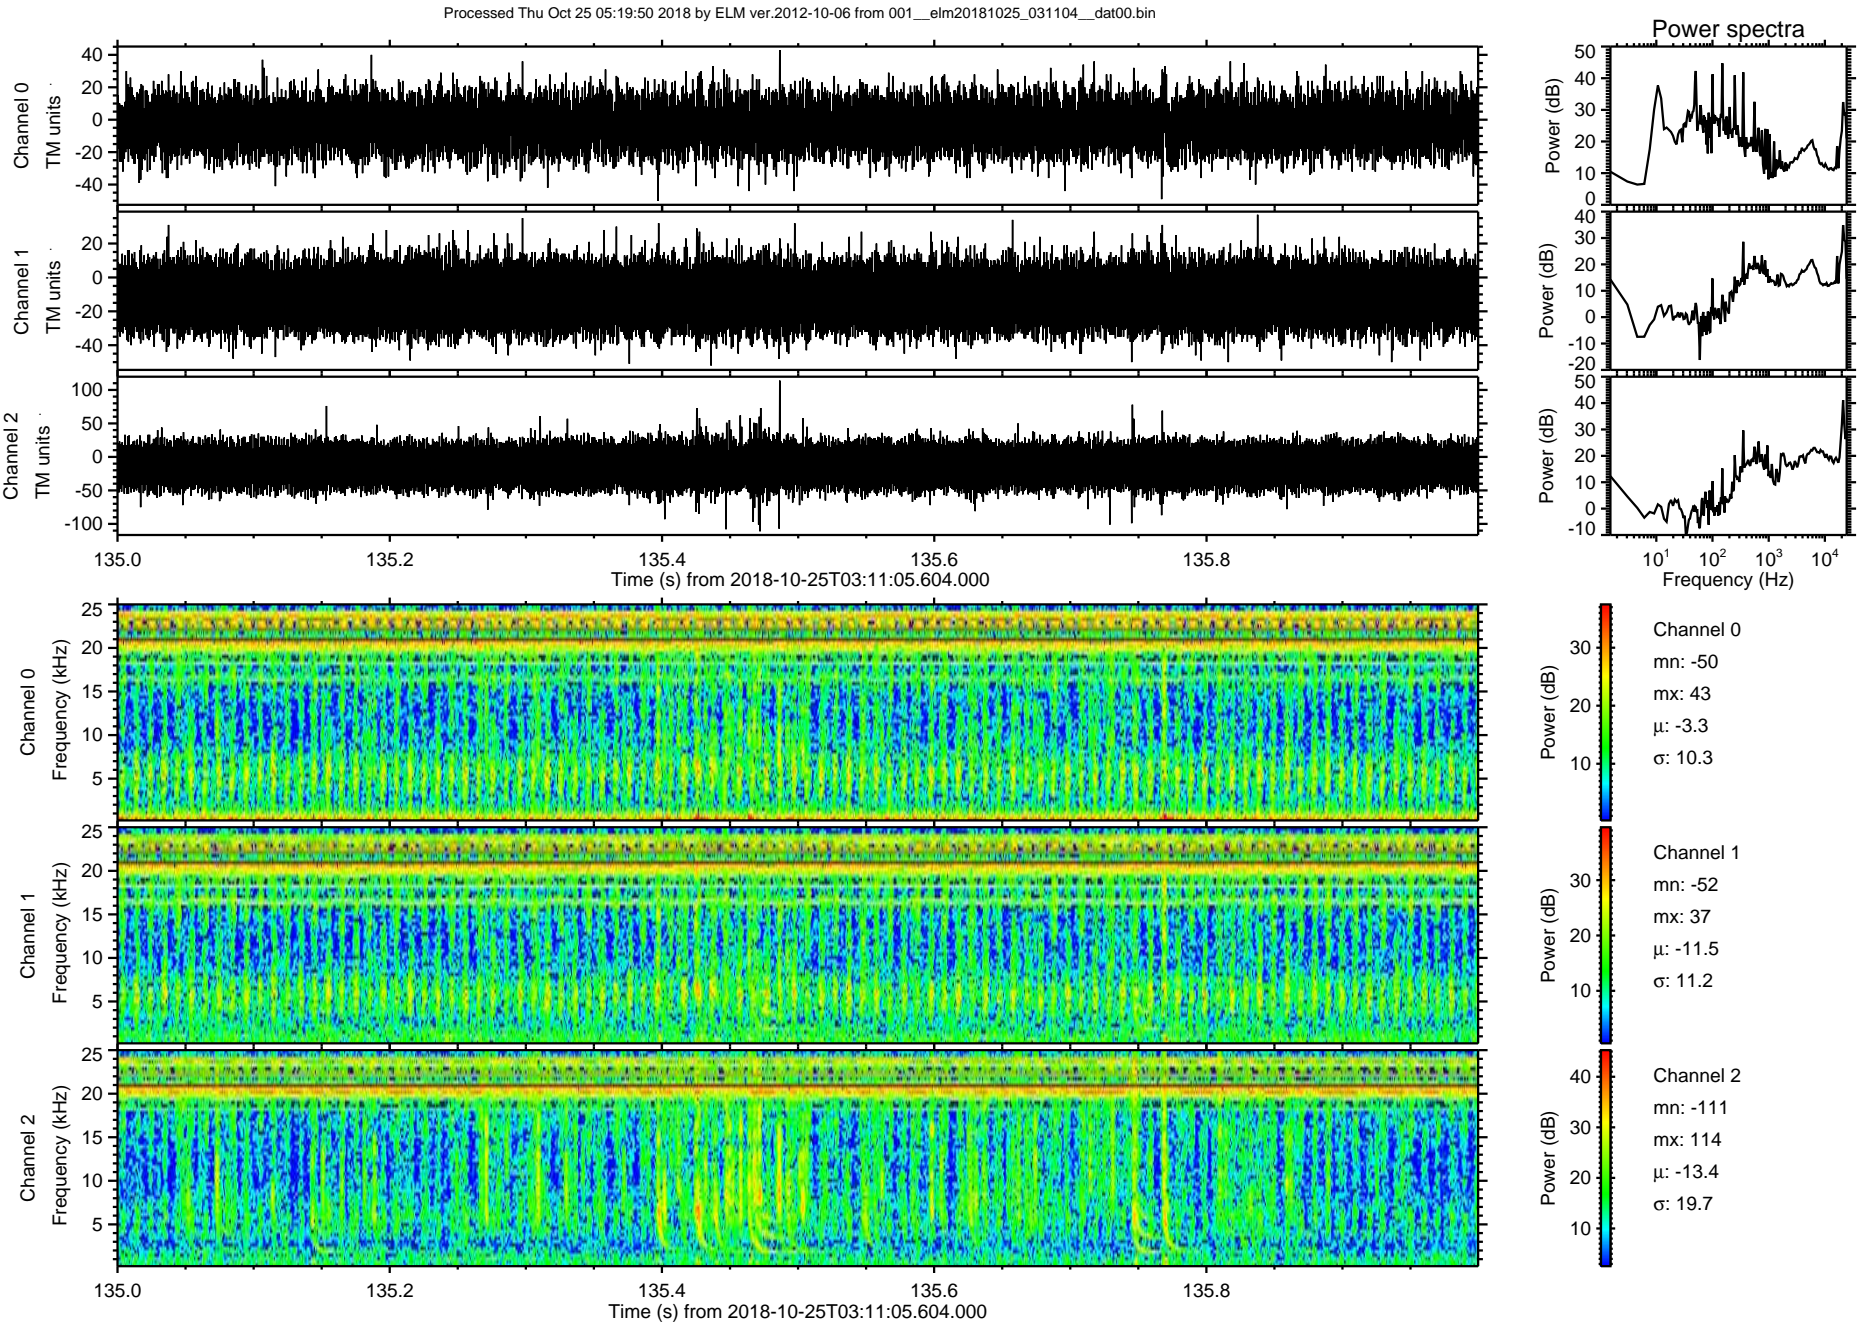 Processed Thu Oct 25 05:19:50 2018 by ELM ver.2012-10-06 from 001__elm20181025_031104__dat00.bin
Power spectra
Channel 0
TM units
40
20
0
-20
-40
Power (dB)
50
40
30
20
10
0
Channel 1
TM units
20
0
-20
-40
Power (dB)
40
30
20
10
0
-10
-20
Channel 2
TM units
100
50
0
-50
-100
Power (dB)
50
40
30
20
10
0
-10
135.0 135.2 135.4 135.6 135.8
Time (s) from 2018-10-25T03:11:05.604.000
10¹ 10² 10³ 10⁴
Frequency (Hz)
Channel 0
Frequency (kHz)
25
20
15
10
5
Power (dB)
30
20
10
Channel 0
mn: -50
mx: 43
μ: -3.3
σ: 10.3
Channel 1
Frequency (kHz)
25
20
15
10
5
Power (dB)
30
20
10
Channel 1
mn: -52
mx: 37
μ: -11.5
σ: 11.2
Channel 2
Frequency (kHz)
25
20
15
10
5
Power (dB)
40
30
20
10
Channel 2
mn: -111
mx: 114
μ: -13.4
σ: 19.7
135.0 135.2 135.4 135.6 135.8
Time (s) from 2018-10-25T03:11:05.604.000